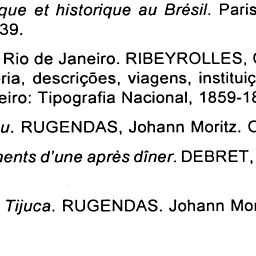 que et historique au Brésil. Paris
39.
Rio de Janeiro. RIBEYROLLES,
ria, descrições, viagens, instituiç
eiro: Tipografia Nacional, 1859-18
u. RUGENDAS, Johann Moritz.
ments d'une après dîner. DEBRET,
Tijuca. RUGENDAS. Johann Mor